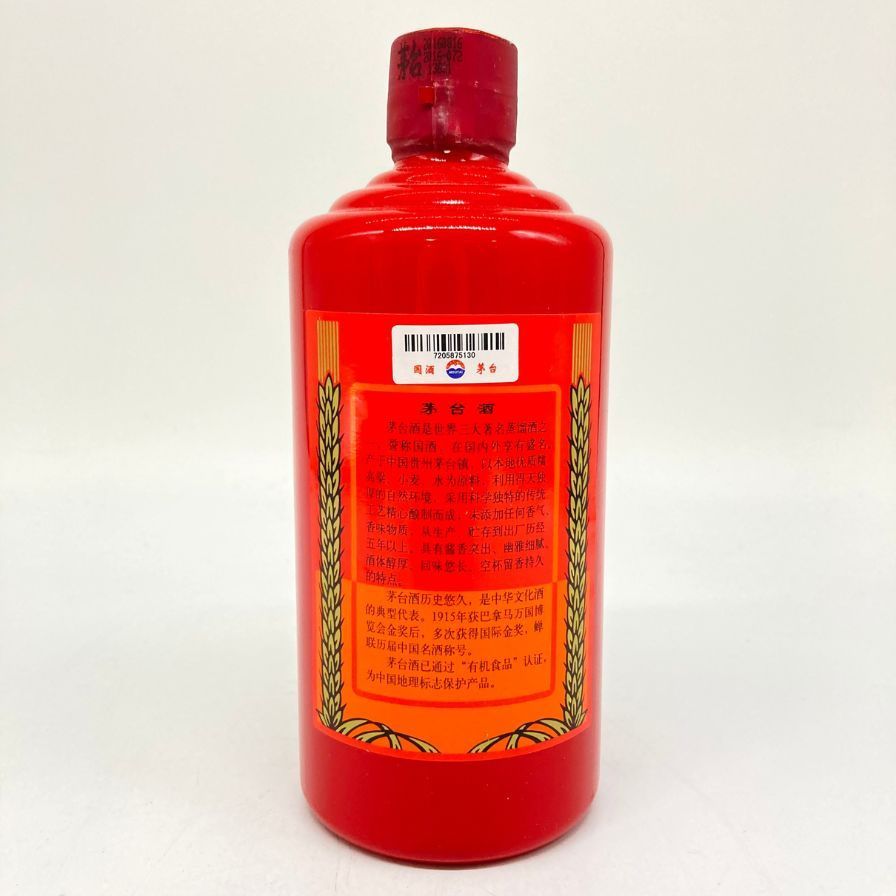 茅台
20160816
2015-072
7205875130
国酒
茅台
茅台酒
茅台酒是世界三大著名蒸馏酒之
一，誉称国酒，在国内外享有盛名，
产于中国贵州茅台镇，以本地优质糯
高粱、小麦、水为原料，利用得天独
厚的自然环境，采用科学独特的传统
工艺精心酿制而成，未添加任何香气、
香味物质，从生产、贮存到出厂历经
五年以上，具有酱香突出、幽雅细腻、
酒体醇厚、回味悠长、空杯留香持久
的特点。
茅台酒历史悠久，是中华文化酒
的典型代表。1915年获巴拿马万国博
览会金奖后，多次获得国际金奖，蝉
联历届中国名酒称号。
茅台酒已通过“有机食品”认证，
为中国地理标志保护产品。